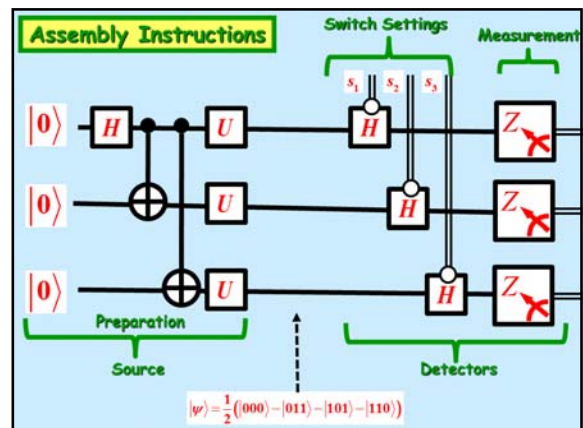 Assembly Instructions
Switch Settings
Measurement
s₁ s₂ s₃
|0⟩ H U H Z
|0⟩ U H Z
|0⟩ U H Z
Preparation
Source
Detectors
|ψ⟩=1/2(|000⟩−|011⟩−|101⟩−|110⟩)